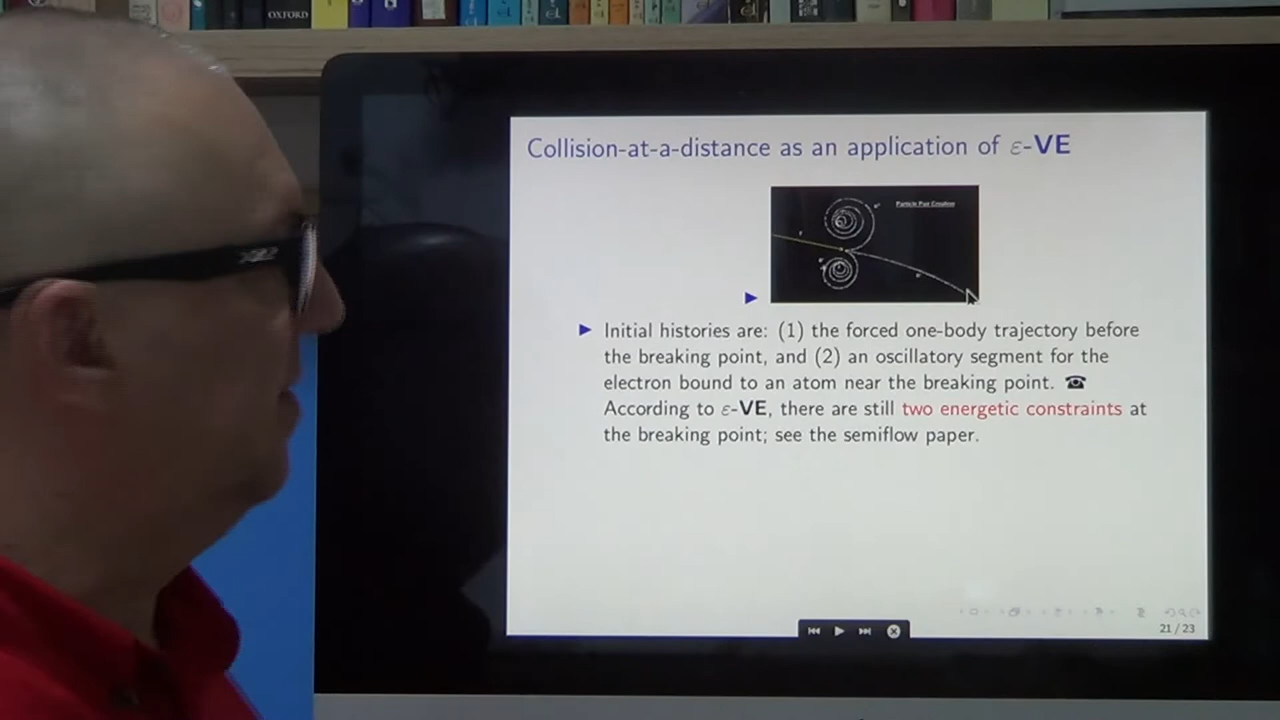 OXFORD
Collision-at-a-distance as an application of ε-VE
Particle Pair Creation
Initial histories are: (1) the forced one-body trajectory before
the breaking point, and (2) an oscillatory segment for the
electron bound to an atom near the breaking point. ☎
According to ε-VE, there are still two energetic constraints at
the breaking point; see the semiflow paper.
21 / 23